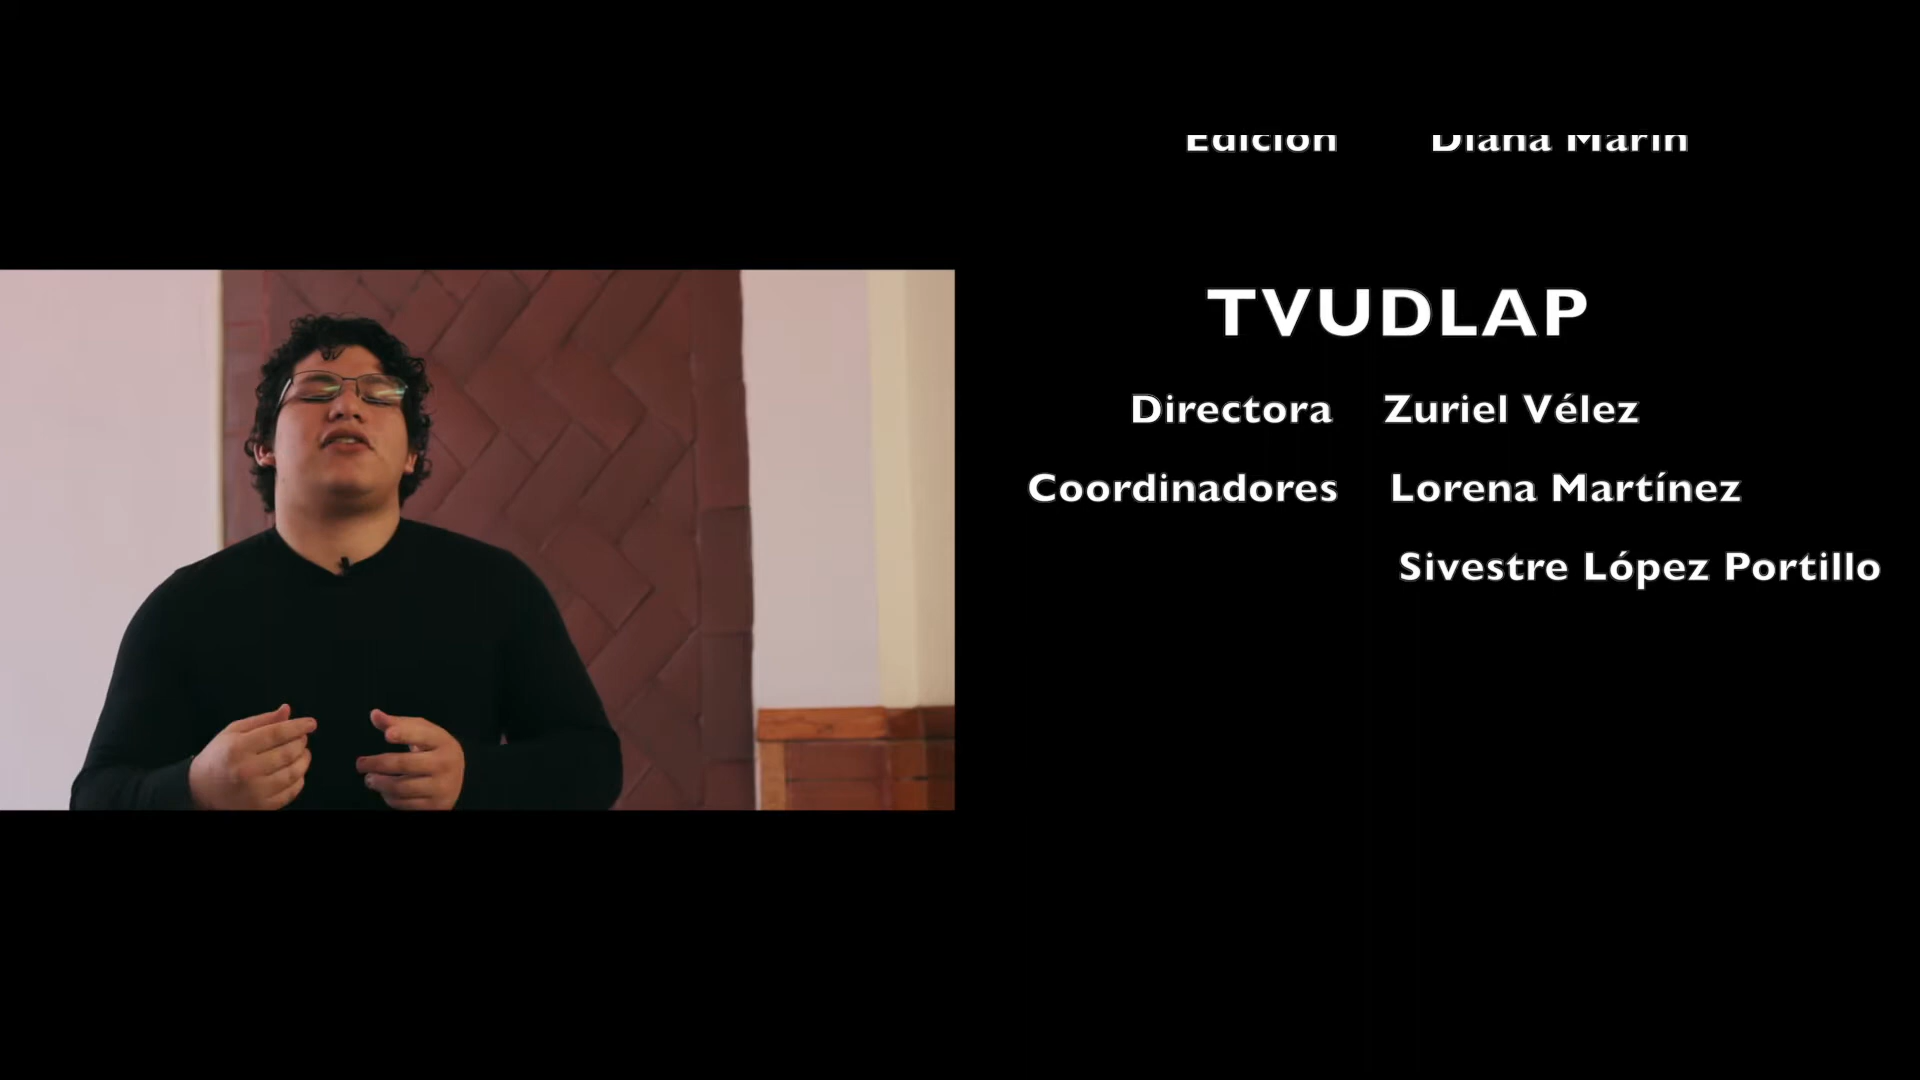 Edición Diana Marín
TVUDLAP
Directora Zuriel Vélez
Coordinadores Lorena Martínez
Sivestre López Portillo